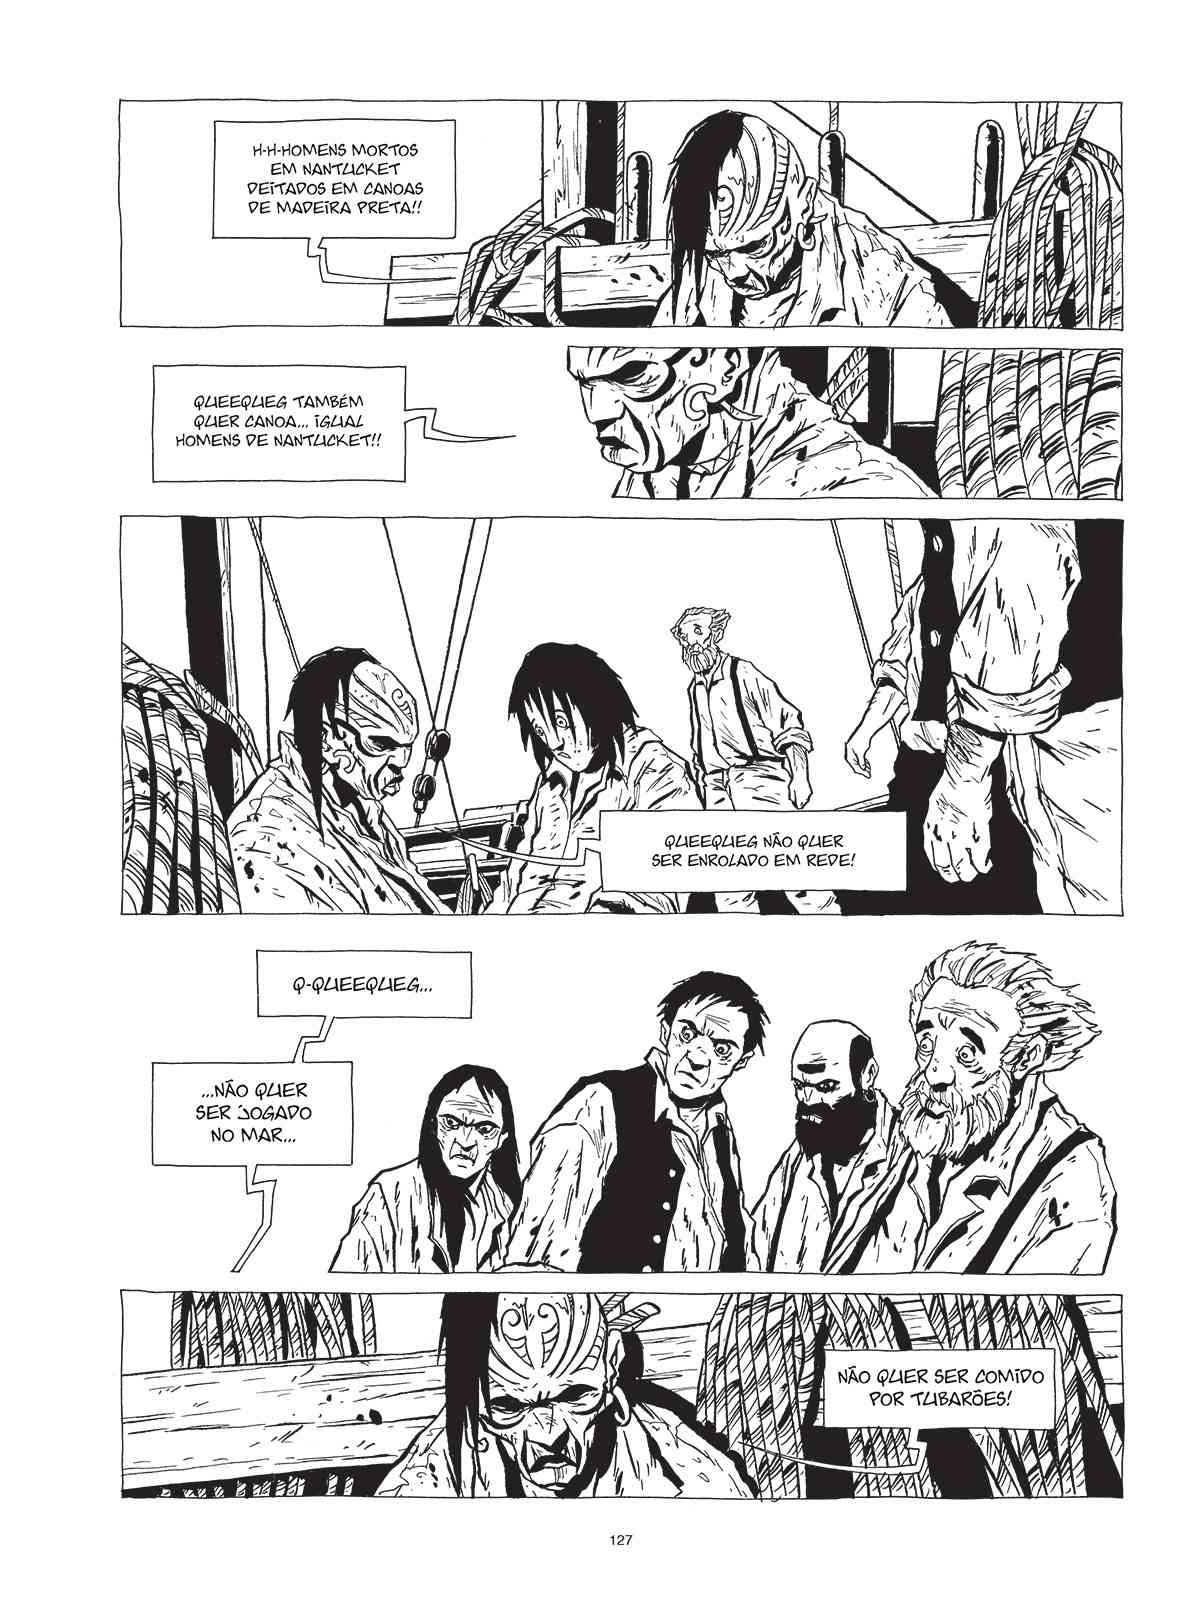 H-H-HOMENS MORTOS
EM NANTUCKET
DEITADOS EM CANOAS
DE MADEIRA PRETA!!
QUEEQUEG TAMBÉM
QUER CANOA... IGUAL
HOMENS DE NANTUCKET!!
QUEEQUEG NÃO QUER
SER ENROLADO EM REDE!
Q-QUEEQUEG...
...NÃO QUER
SER JOGADO
NO MAR...
NÃO QUER SER COMIDO
POR TUBARÕES!
127